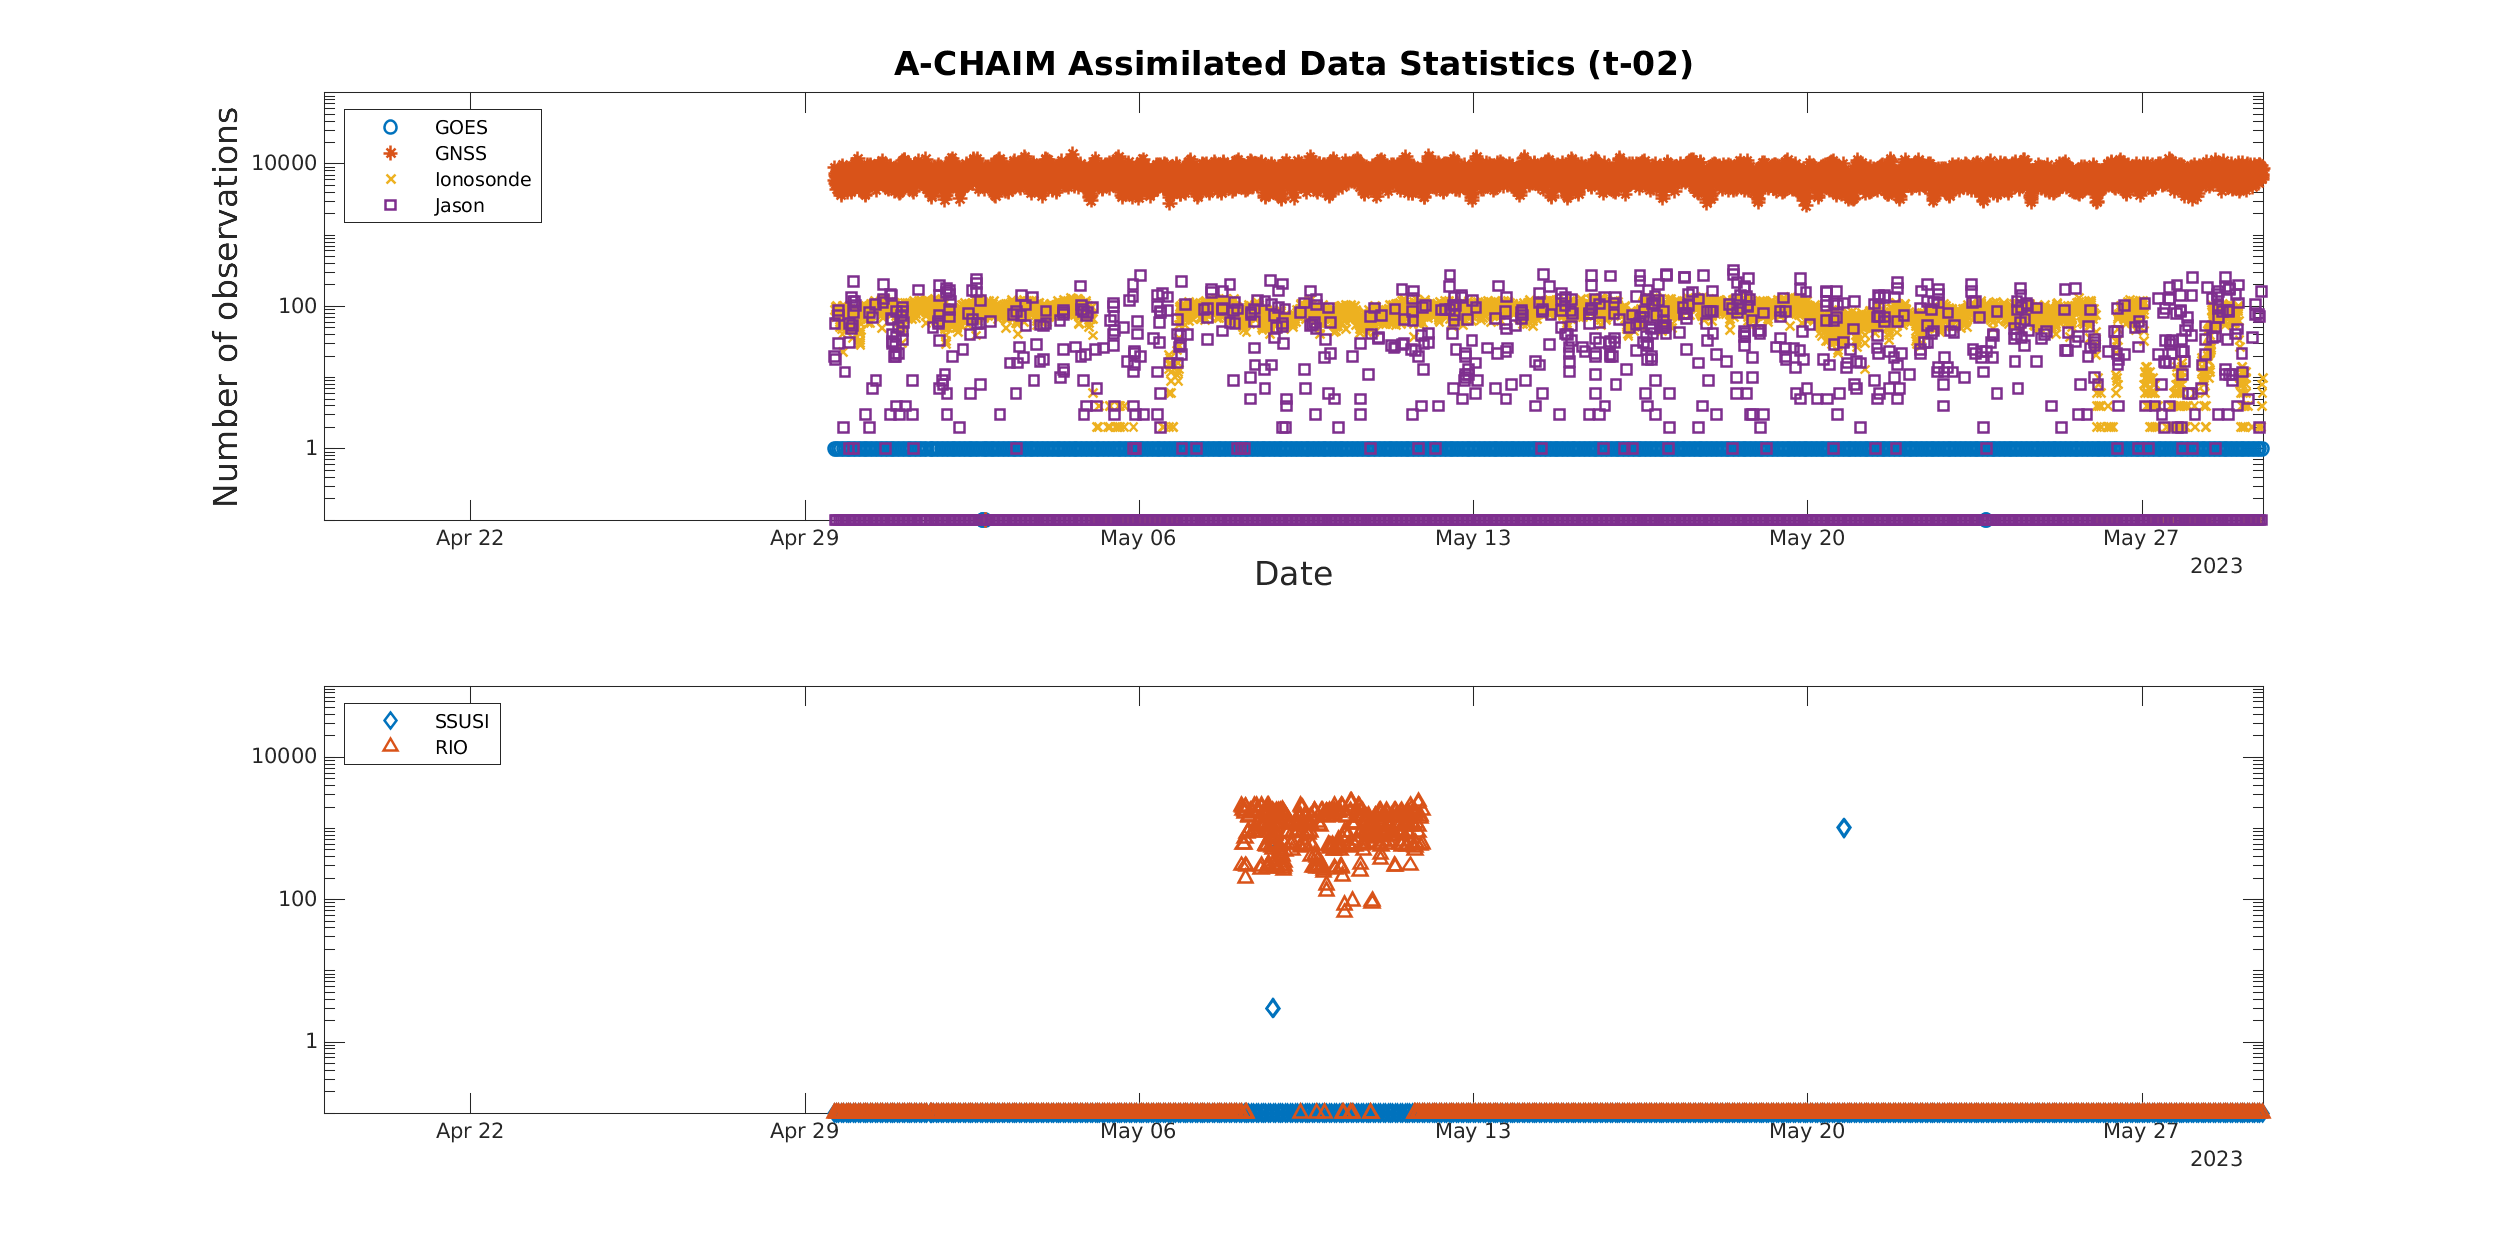 A-CHAIM Assimilated Data Statistics (t-02)
Number of observations
10000
100
1
GOES
GNSS
Ionosonde
Jason
Apr 22
Apr 29
May 06
May 13
May 20
May 27
2023
Date
10000
100
1
SSUSI
RIO
Apr 22
Apr 29
May 06
May 13
May 20
May 27
2023